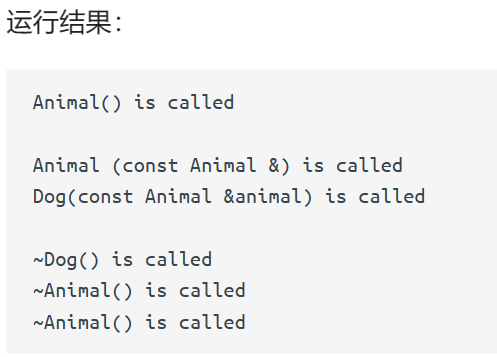 运行结果：
Animal() is called
Animal (const Animal &) is called
Dog(const Animal &animal) is called
~Dog() is called
~Animal() is called
~Animal() is called